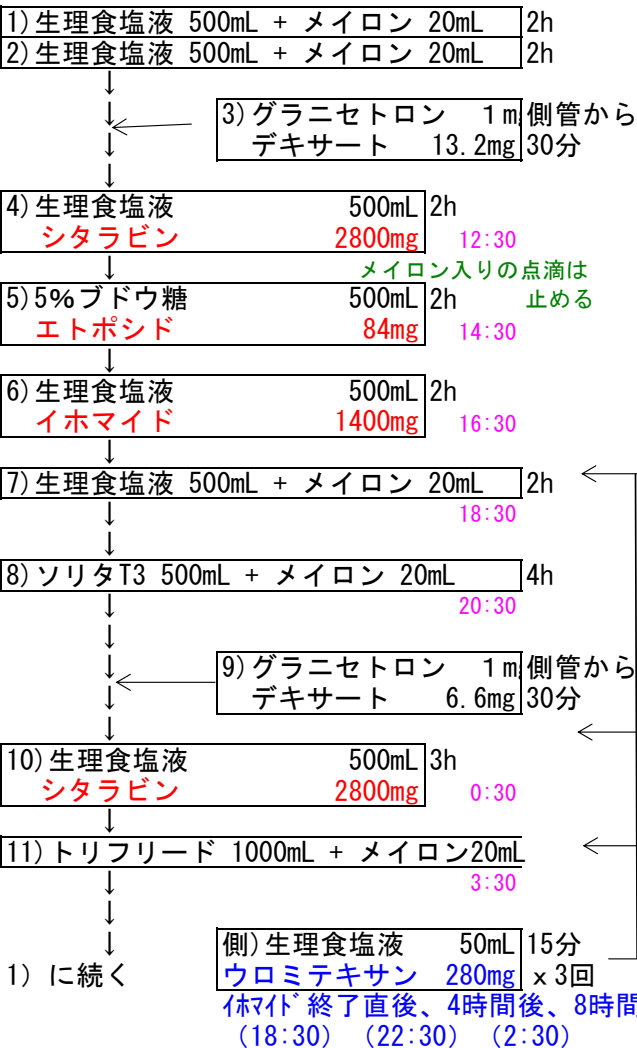 1)生理食塩液 500mL + メイロン 20mL 2h
2)生理食塩液 500mL + メイロン 20mL 2h
↓
↓
3)グラニセトロン 1m 側管から
↓
デキサート 13.2mg 30分
↓
4)生理食塩液 500mL 2h
シタラビン 2800mg 12:30
↓
メイロン入りの点滴は
5)5%ブドウ糖 500mL 2h 止める
エトポシド 84mg 14:30
↓
6)生理食塩液 500mL 2h
イホマイド 1400mg 16:30
↓
7)生理食塩液 500mL + メイロン 20mL 2h
18:30
↓
↓
8)ソリタT3 500mL + メイロン 20mL 4h
20:30
↓
↓
9)グラニセトロン 1m 側管から
↓
デキサート 6.6mg 30分
↓
↓
10)生理食塩液 500mL 3h
シタラビン 2800mg 0:30
↓
11)トリフリード 1000mL + メイロン20mL
3:30
↓
↓
↓
側)生理食塩液 50mL 15分
1) に続く ウロミテキサン 280mg x3回
ｲﾎﾏｲﾄﾞ終了直後、4時間後、8時間
(18:30) (22:30) (2:30)